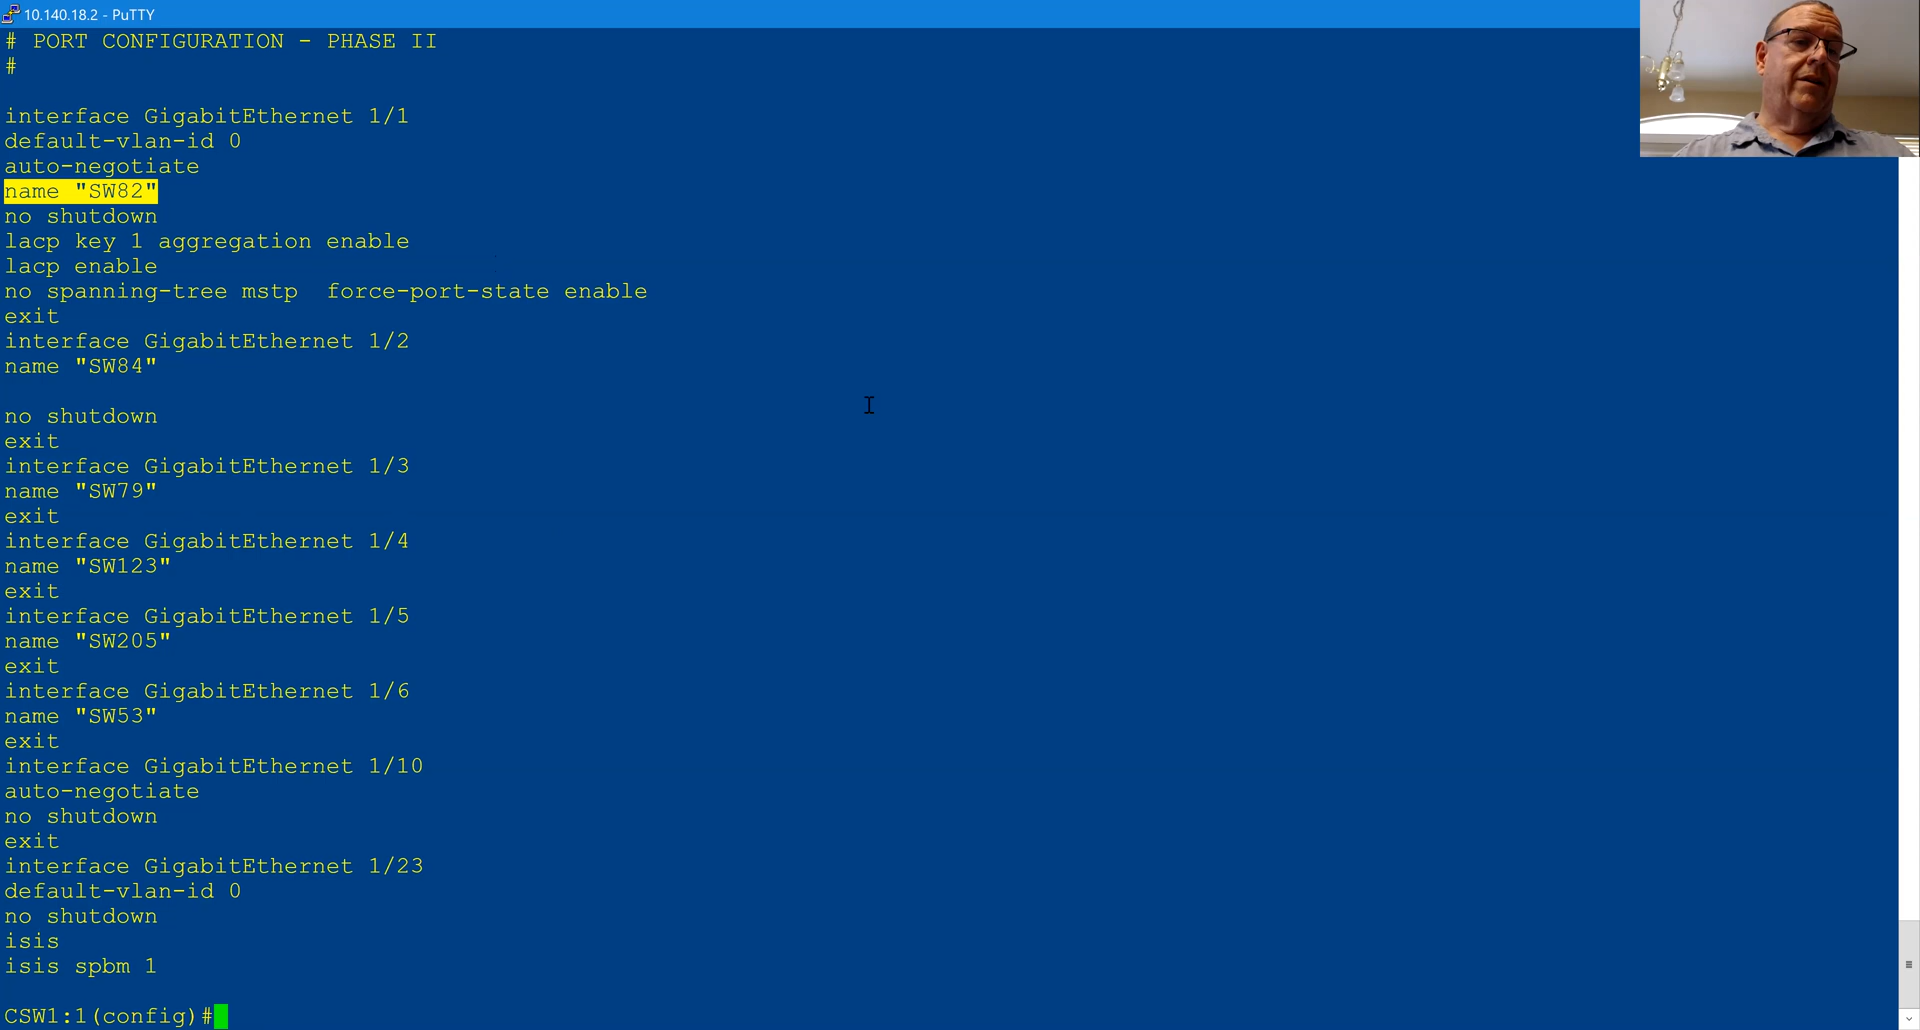 10.140.18.2 - PuTTY
# PORT CONFIGURATION - PHASE II
#
interface GigabitEthernet 1/1
default-vlan-id 0
auto-negotiate
name "SW82"
no shutdown
lacp key 1 aggregation enable
lacp enable
no spanning-tree mstp  force-port-state enable
exit
interface GigabitEthernet 1/2
name "SW84"
no shutdown
exit
interface GigabitEthernet 1/3
name "SW79"
exit
interface GigabitEthernet 1/4
name "SW123"
exit
interface GigabitEthernet 1/5
name "SW205"
exit
interface GigabitEthernet 1/6
name "SW53"
exit
interface GigabitEthernet 1/10
auto-negotiate
no shutdown
exit
interface GigabitEthernet 1/23
default-vlan-id 0
no shutdown
isis
isis spbm 1
CSW1:1(config)#